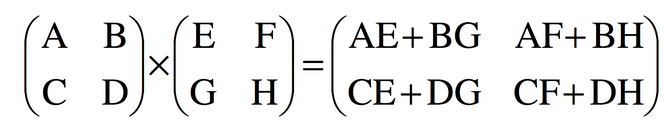 ( A B ) × ( E F ) = ( AE+BG AF+BH )
( C D ) ( G H ) ( CE+DG CF+DH )